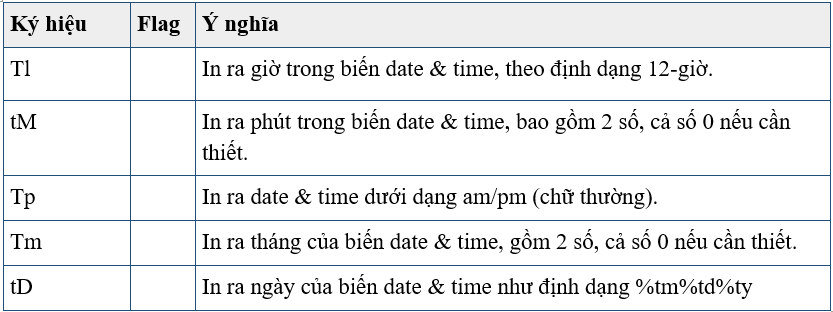 Ký hiệu Flag Ý nghĩa
Tl In ra giờ trong biến date & time, theo định dạng 12-giờ.
tM In ra phút trong biến date & time, bao gồm 2 số, cả số 0 nếu cần
thiết.
Tp In ra date & time dưới dạng am/pm (chữ thường).
Tm In ra tháng của biến date & time, gồm 2 số, cả số 0 nếu cần thiết.
tD In ra ngày của biến date & time như định dạng %tm%td%ty